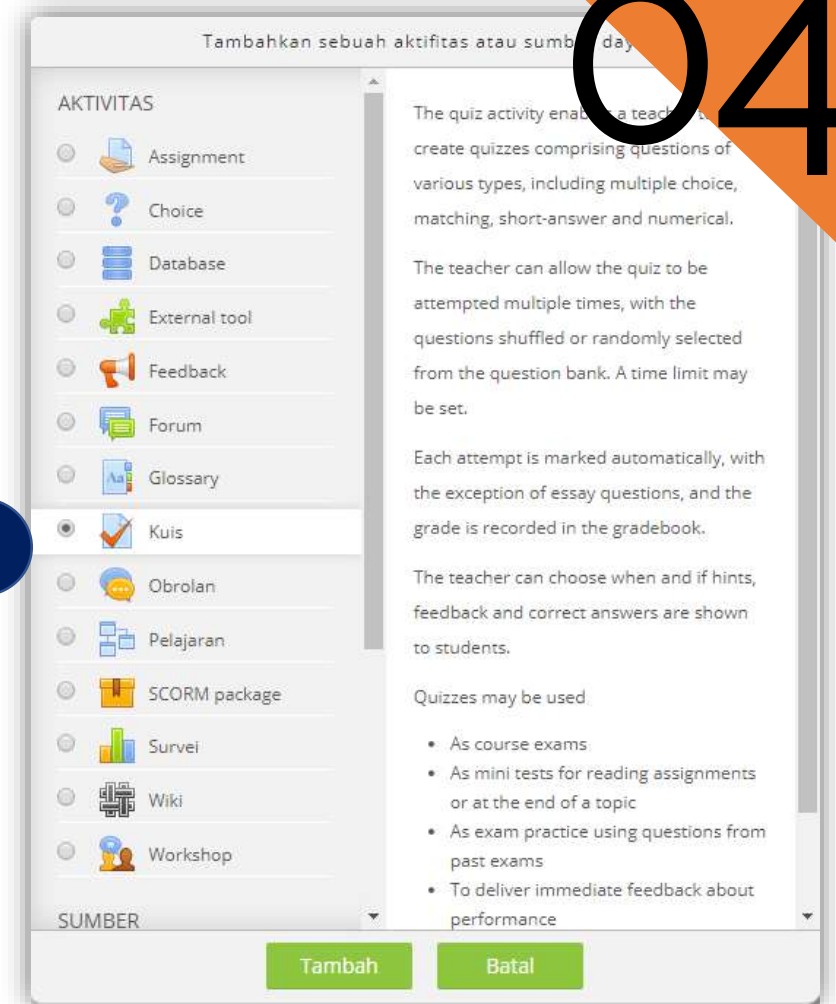 04
Tambahkan sebuah aktifitas atau
AKTIVITAS
Assignment
Choice
Database
External tool
Feedback
Forum
Glossary
Kuis
Obrolan
Pelajaran
SCORM package
Survei
Wiki
Workshop
SUMBER
The quiz activity a
create quizzes comprising questions of
various types, including multiple choice,
matching, short-answer and numerical.
The teacher can allow the quiz to be
attempted multiple times, with the
questions shuffled or randomly selected
from the question bank. A time limit may
be set.
Each attempt is marked automatically, with
the exception of essay questions, and the
grade is recorded in the gradebook.
The teacher can choose when and if hints,
feedback and correct answers are shown
to students.
Quizzes may be used
• As course exams
• As mini tests for reading assignments
or at the end of a topic
• As exam practice using questions from
past exams
• To deliver immediate feedback about
performance
Tambah
Batal